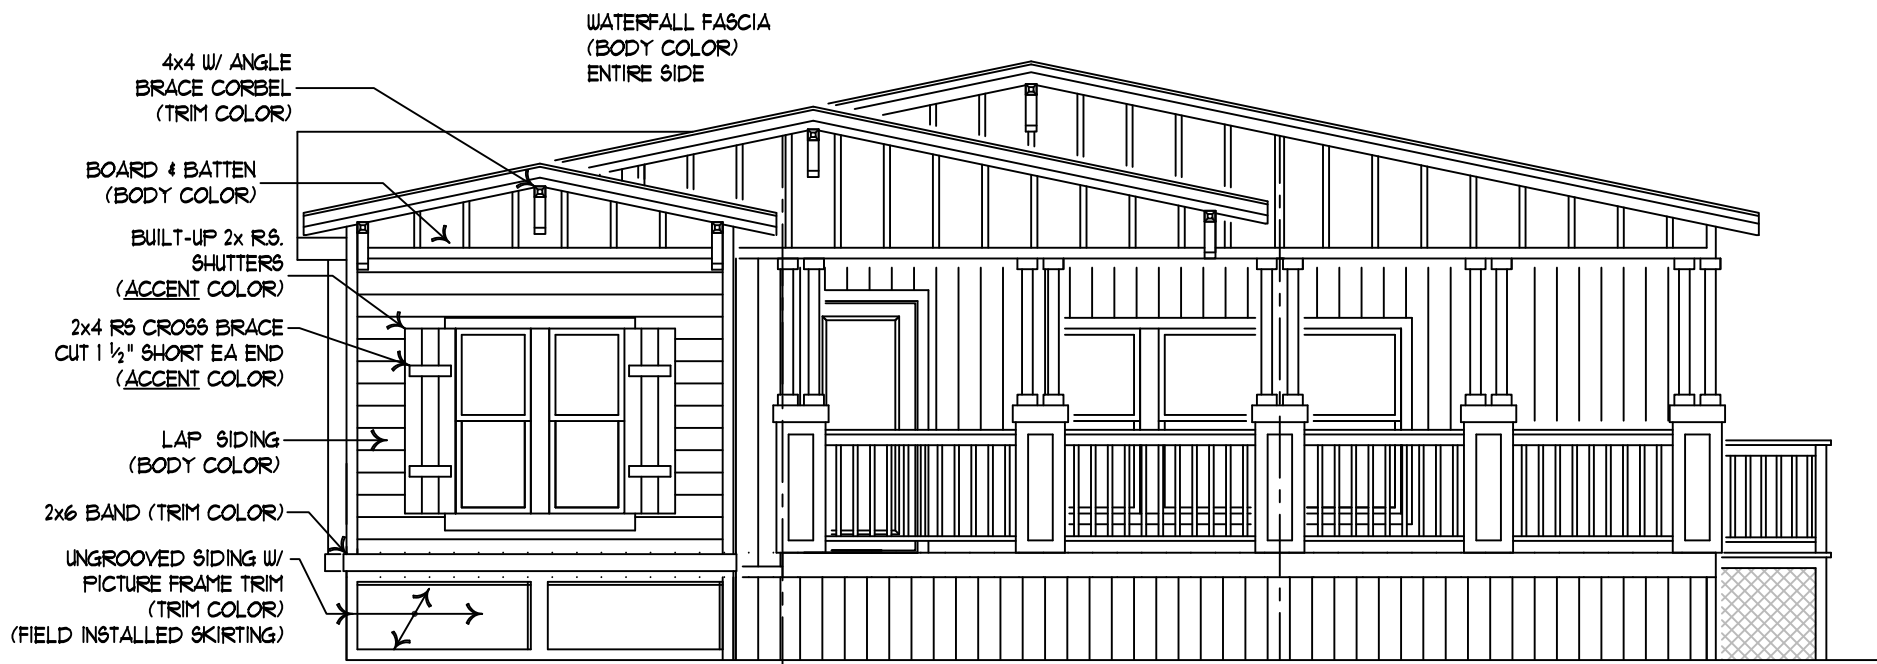 WATERFALL FASCIA
(BODY COLOR)
ENTIRE SIDE
4x4 W/ ANGLE
BRACE CORBEL
(TRIM COLOR)
BOARD & BATTEN
(BODY COLOR)
BUILT-UP 2x R.S.
SHUTTERS
(ACCENT COLOR)
2x4 RS CROSS BRACE
CUT 1 ½" SHORT EA END
(ACCENT COLOR)
LAP SIDING
(BODY COLOR)
2x6 BAND (TRIM COLOR)
UNGROOVED SIDING W/
PICTURE FRAME TRIM
(TRIM COLOR)
(FIELD INSTALLED SKIRTING)